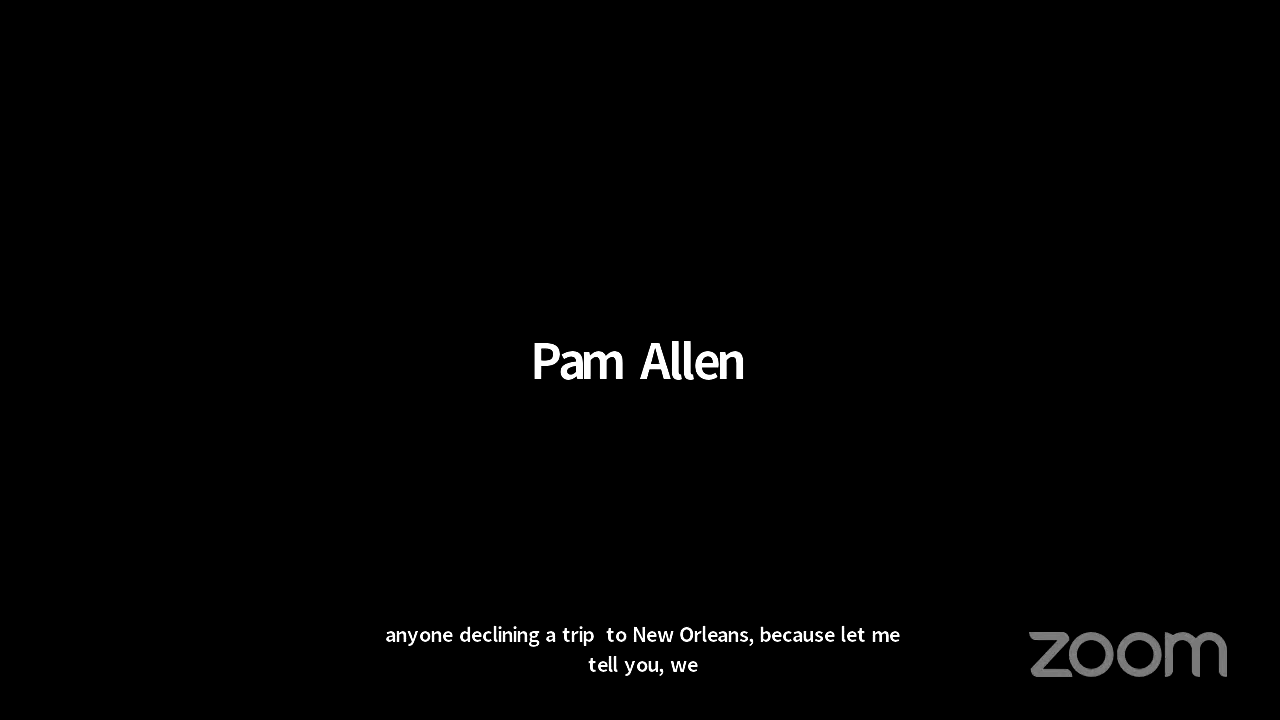 Pam Allen
anyone declining a trip  to New Orleans, because let me
tell you, we
zoom